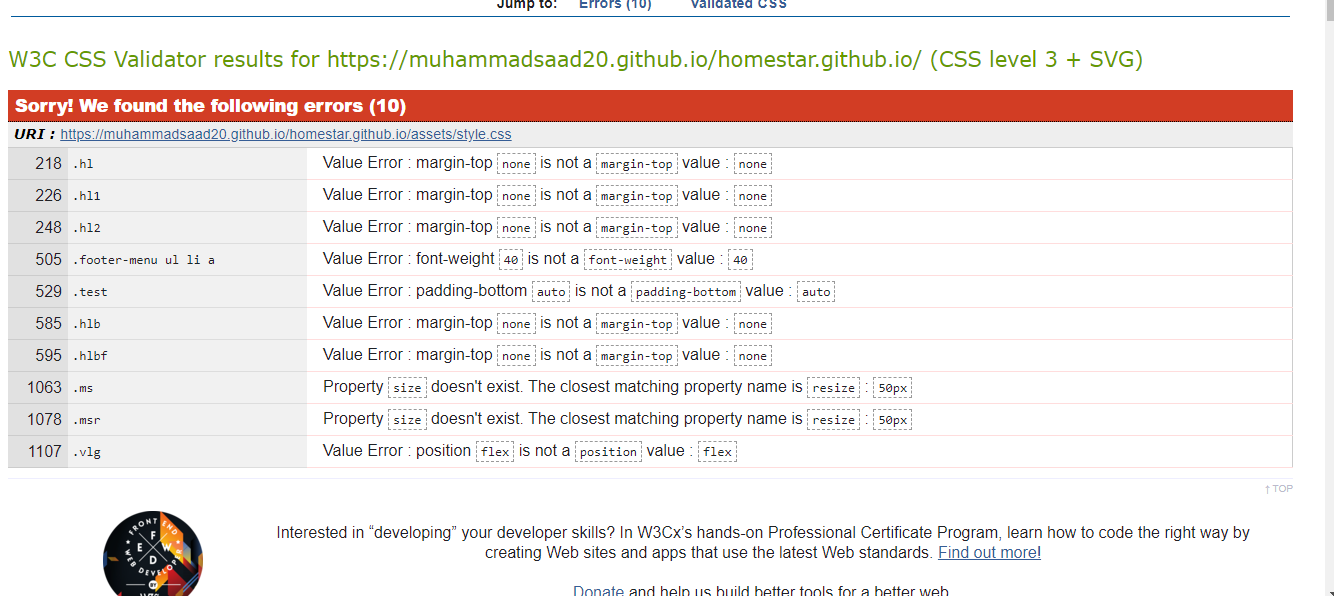 Jump to: Errors (10) Validated CSS
W3C CSS Validator results for https://muhammadsaad20.github.io/homestar.github.io/ (CSS level 3 + SVG)
Sorry! We found the following errors (10)
URI : https://muhammadsaad20.github.io/homestar.github.io/assets/style.css
218 .hl Value Error : margin-top none is not a margin-top value : none
226 .hl1 Value Error : margin-top none is not a margin-top value : none
248 .hl2 Value Error : margin-top none is not a margin-top value : none
505 .footer-menu ul li a Value Error : font-weight 40 is not a font-weight value : 40
529 .test Value Error : padding-bottom auto is not a padding-bottom value : auto
585 .hlb Value Error : margin-top none is not a margin-top value : none
595 .hlbf Value Error : margin-top none is not a margin-top value : none
1063 .ms Property size doesn't exist. The closest matching property name is resize : 50px
1078 .msr Property size doesn't exist. The closest matching property name is resize : 50px
1107 .vlg Value Error : position flex is not a position value : flex
↑ TOP
FRONT END
F E W D
WEB DEVELOPER
Interested in “developing” your developer skills? In W3Cx’s hands-on Professional Certificate Program, learn how to code the right way by
creating Web sites and apps that use the latest Web standards. Find out more!
Donate and help us build better tools for a better web